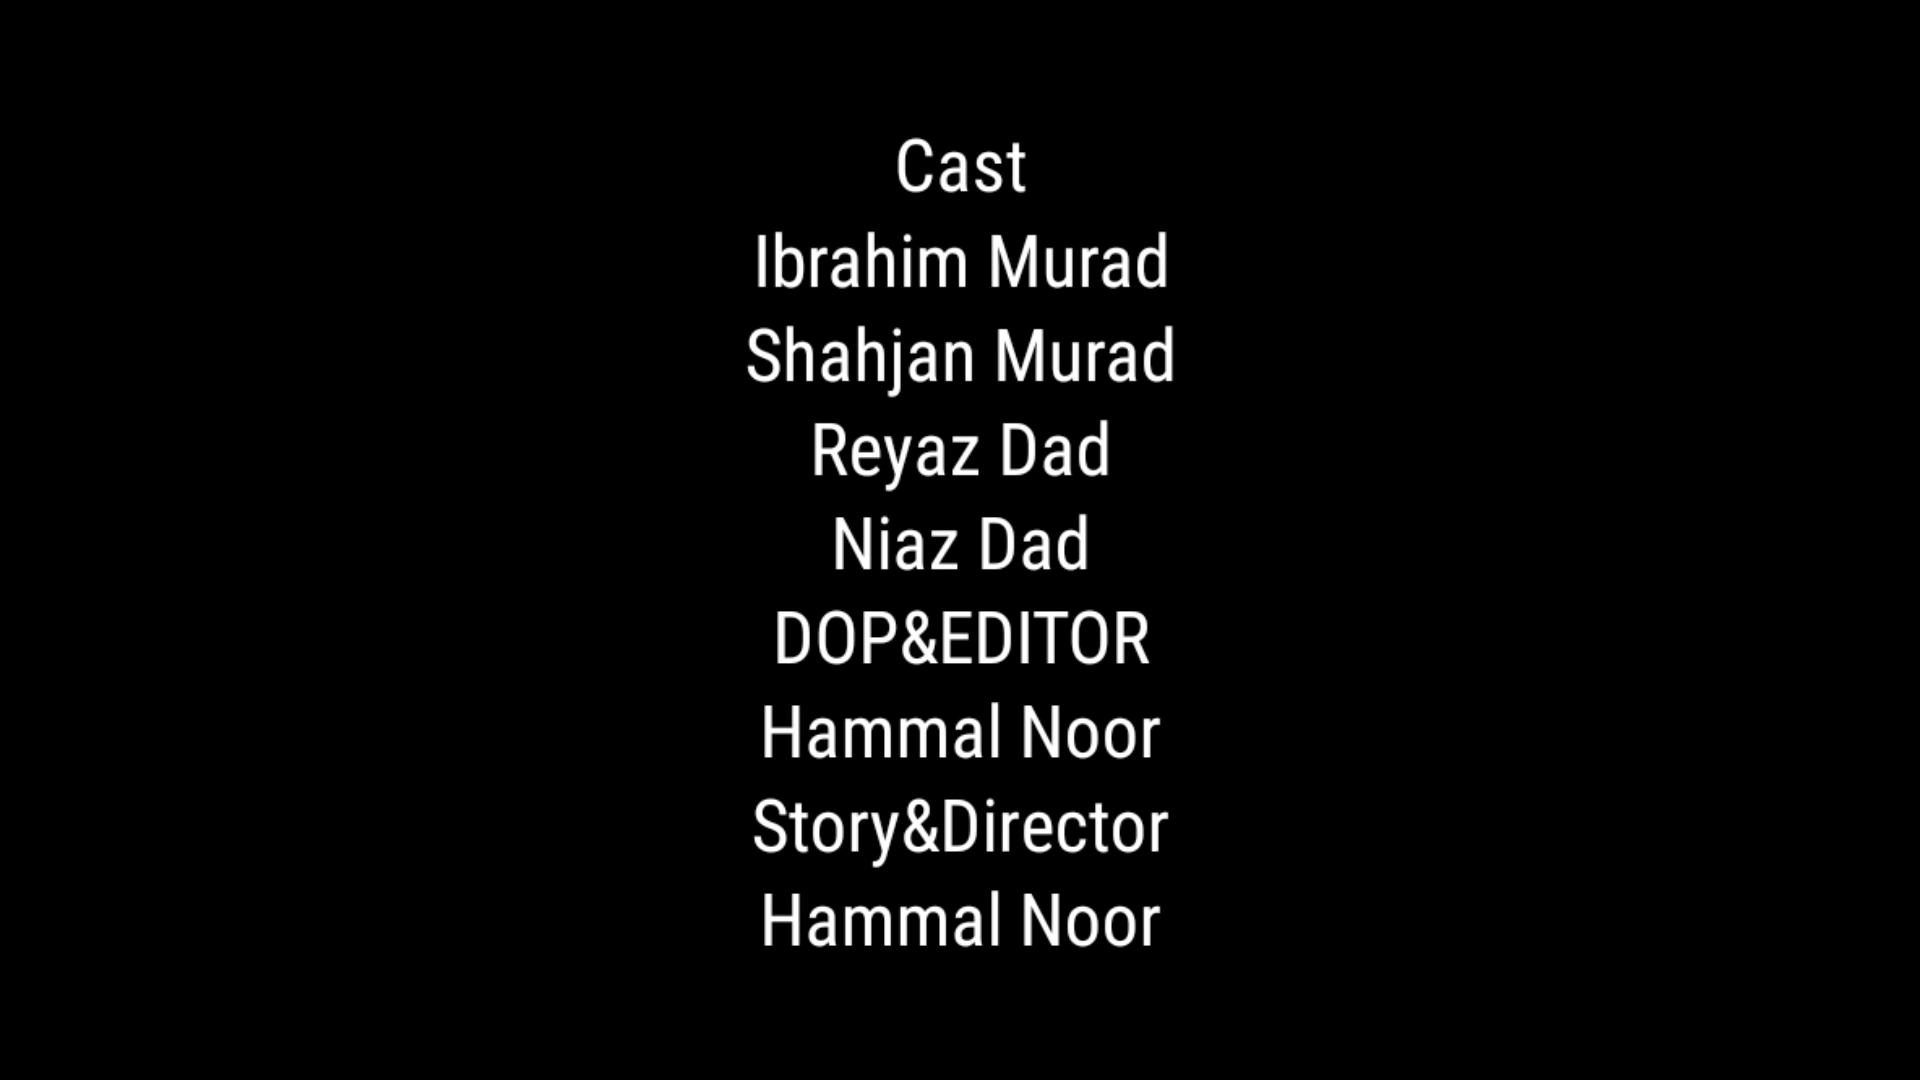 Cast
Ibrahim Murad
Shahjan Murad
Reyaz Dad
Niaz Dad
DOP&EDITOR
Hammal Noor
Story&Director
Hammal Noor